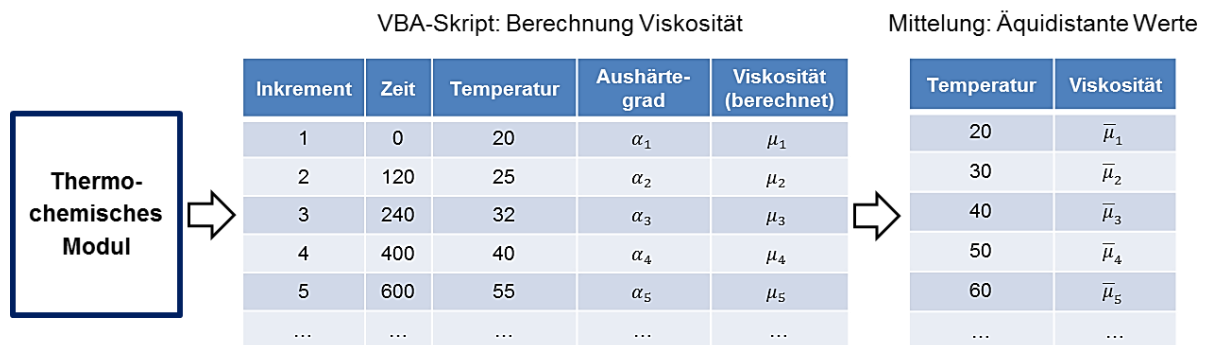 VBA-Skript: Berechnung Viskosität
Mittelung: Äquidistante Werte
Thermo-
chemisches
Modul
Inkrement Zeit Temperatur Aushärte-
grad Viskosität
(berechnet)
1 0 20 α₁ μ₁
2 120 25 α₂ μ₂
3 240 32 α₃ μ₃
4 400 40 α₄ μ₄
5 600 55 α₅ μ₅
... ... ... ... ...
Temperatur Viskosität
20 μ̅₁
30 μ̅₂
40 μ̅₃
50 μ̅₄
60 μ̅₅
... ...